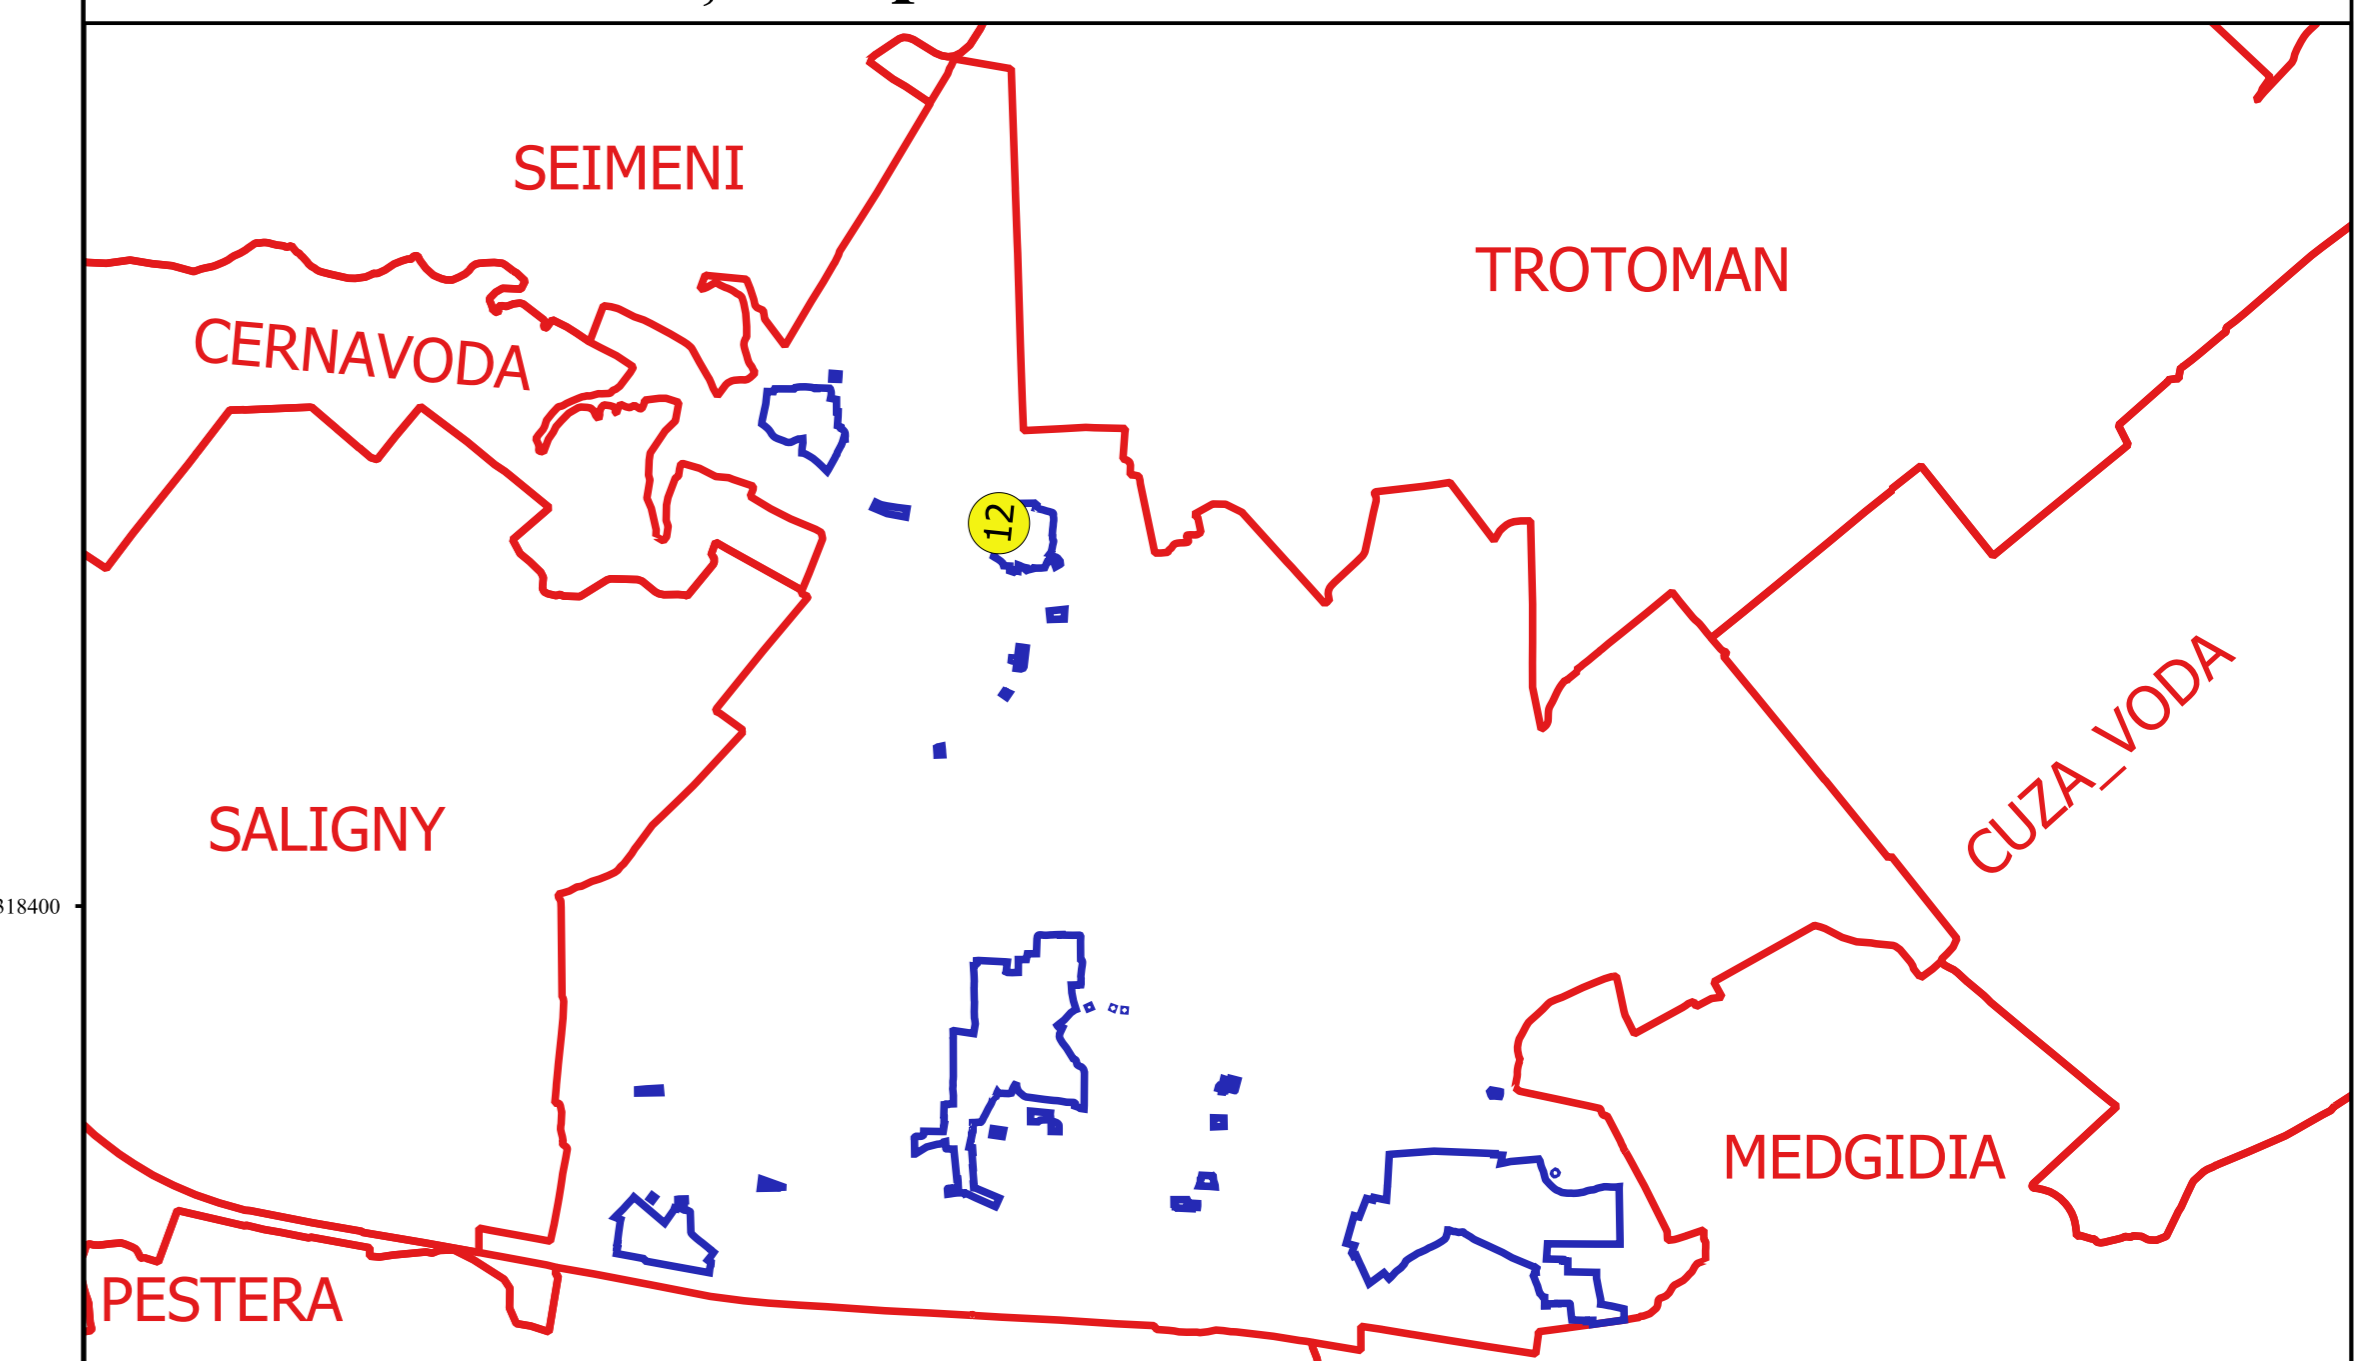 SEIMENI
TROTOMAN
CERNAVODA
12
CUZA_VODA
SALIGNY
318400
MEDGIDIA
PESTERA